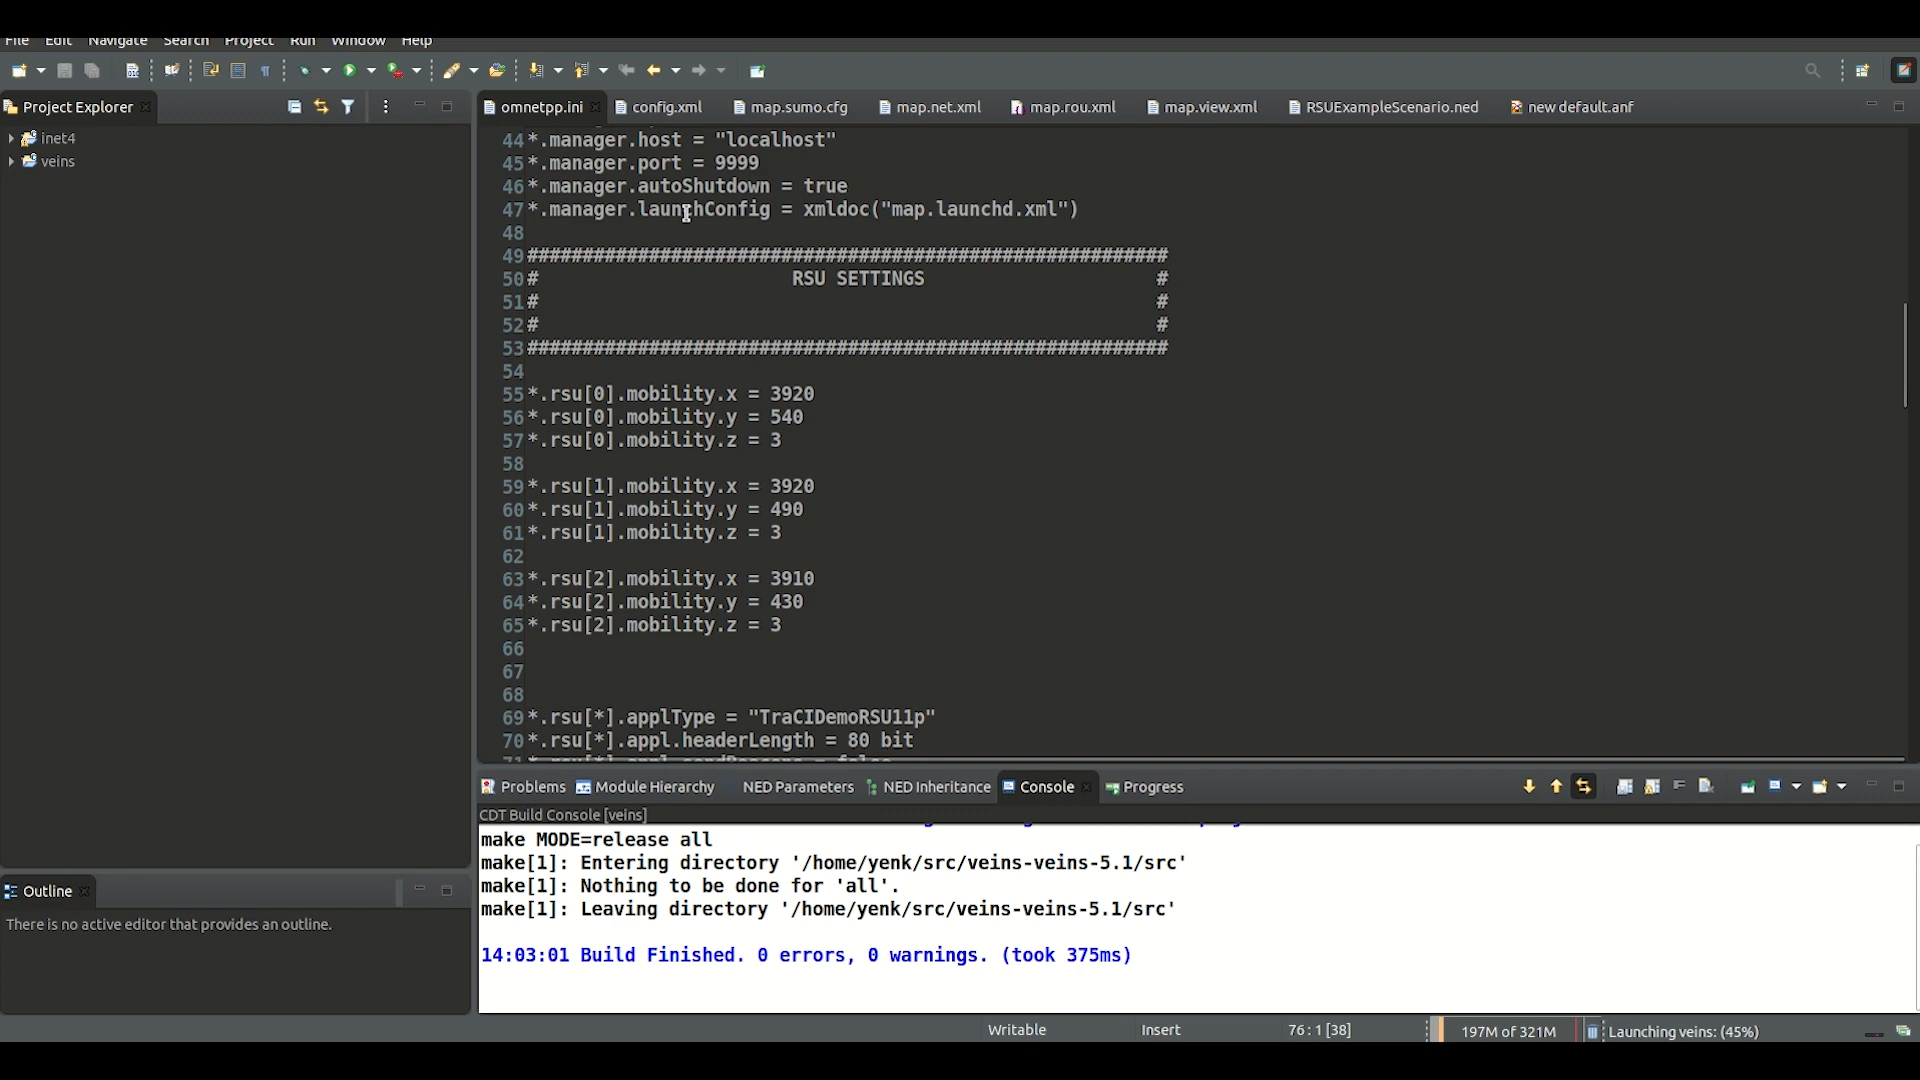 File Edit Navigate Search Project Run Window Help
Project Explorer
omnetpp.ini config.xml map.sumo.cfg map.net.xml map.rou.xml map.view.xml RSUExampleScenario.ned new default.anf
inet4
veins
44 *.manager.host = "localhost"
45 *.manager.port = 9999
46 *.manager.autoShutdown = true
47 *.manager.launchConfig = xmldoc("map.launchd.xml")
48
49 ##########################################################
50 # RSU SETTINGS #
51 # #
52 # #
53 ##########################################################
54
55 *.rsu[0].mobility.x = 3920
56 *.rsu[0].mobility.y = 540
57 *.rsu[0].mobility.z = 3
58
59 *.rsu[1].mobility.x = 3920
60 *.rsu[1].mobility.y = 490
61 *.rsu[1].mobility.z = 3
62
63 *.rsu[2].mobility.x = 3910
64 *.rsu[2].mobility.y = 430
65 *.rsu[2].mobility.z = 3
66
67
68
69 *.rsu[*].applType = "TraCIDemoRSU11p"
70 *.rsu[*].appl.headerLength = 80 bit
Problems Module Hierarchy NED Parameters NED Inheritance Console Progress
CDT Build Console [veins]
make MODE=release all
make[1]: Entering directory '/home/yenk/src/veins-veins-5.1/src'
make[1]: Nothing to be done for 'all'.
make[1]: Leaving directory '/home/yenk/src/veins-veins-5.1/src'
14:03:01 Build Finished. 0 errors, 0 warnings. (took 375ms)
Outline
There is no active editor that provides an outline.
Writable Insert 76 : 1 [38] 197M of 321M Launching veins: (45%)